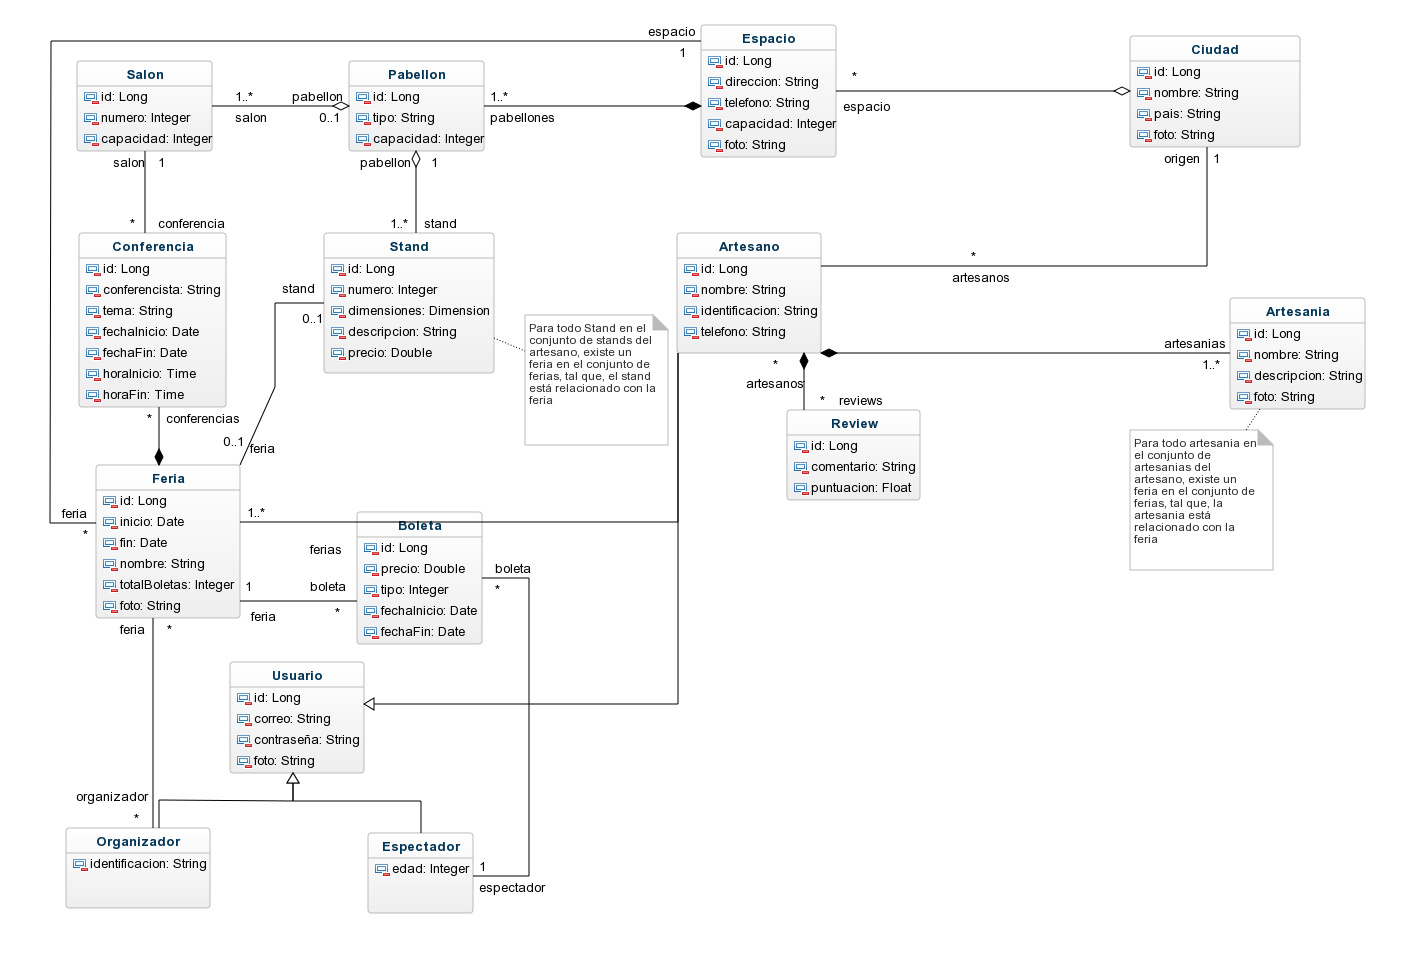 espacio
1
Espacio
id: Long
direccion: String
telefono: String
capacidad: Integer
foto: String
*
espacio
Ciudad
id: Long
nombre: String
pais: String
foto: String
origen
1
Salon
id: Long
numero: Integer
capacidad: Integer
1..*
salon
pabellon
0..1
Pabellon
id: Long
tipo: String
capacidad: Integer
1..*
pabellones
salon
1
pabellon
1
*
conferencia
1..*
stand
Conferencia
id: Long
conferencista: String
tema: String
fechaInicio: Date
fechaFin: Date
horaInicio: Time
horaFin: Time
Stand
id: Long
numero: Integer
dimensiones: Dimension
descripcion: String
precio: Double
stand
0..1
Para todo Stand en el
conjunto de stands del
artesano, existe un
feria en el conjunto de
ferias, tal que, el stand
está relacionado con la
feria
Artesano
id: Long
nombre: String
identificacion: String
telefono: String
*
artesanos
Artesania
id: Long
nombre: String
descripcion: String
foto: String
artesanias
1..*
*
artesanos
*
reviews
Review
id: Long
comentario: String
puntuacion: Float
Para todo artesania en
el conjunto de
artesanias del
artesano, existe un
feria en el conjunto de
ferias, tal que, la
artesania está
relacionado con la
feria
*
conferencias
0..1
feria
Feria
id: Long
inicio: Date
fin: Date
nombre: String
totalBoletas: Integer
foto: String
feria
*
1..*
ferias
1
feria
boleta
*
Boleta
id: Long
precio: Double
tipo: Integer
fechaInicio: Date
fechaFin: Date
boleta
*
feria
*
Usuario
id: Long
correo: String
contraseña: String
foto: String
organizador
*
Organizador
identificacion: String
Espectador
edad: Integer
1
espectador